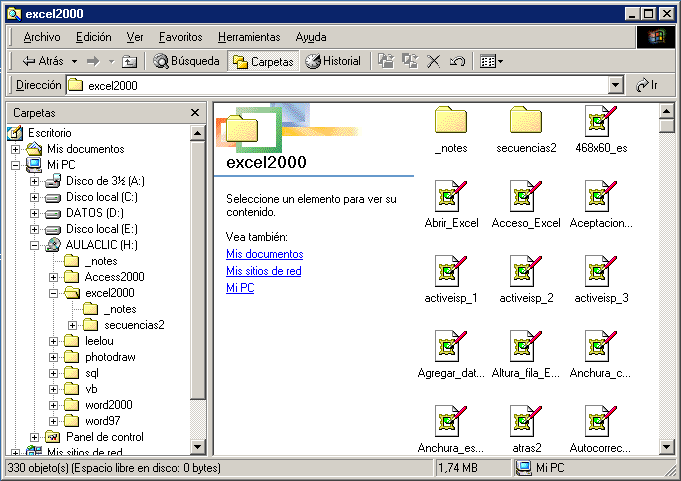 excel2000
Archivo Edición Ver Favoritos Herramientas Ayuda
Atrás Búsqueda Carpetas Historial
Dirección excel2000 Ir
Carpetas
Escritorio
Mis documentos
Mi PC
Disco de 3½ (A:)
Disco local (C:)
DATOS (D:)
Disco local (E:)
AULACLIC (H:)
_notes
Access2000
excel2000
_notes
secuencias2
leelou
photodraw
sql
vb
word2000
word97
Panel de control
Mis sitios de red
excel2000
Seleccione un elemento para ver su
contenido.
Vea también:
Mis documentos
Mis sitios de red
Mi PC
_notes secuencias2 468x60_es
Abrir_Excel Acceso_Excel Aceptacion...
activeisp_1 activeisp_2 activeisp_3
Agregar_dat... Altura_fila_E... Anchura_c...
Anchura_es... atras2 Autocorrec...
330 objeto(s) (Espacio libre en disco: 0 bytes) 1,74 MB Mi PC